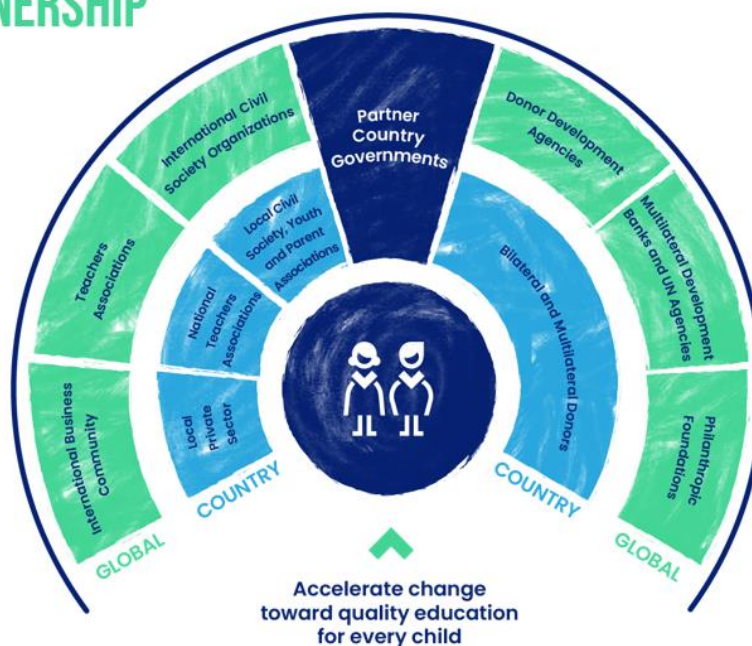 NERSHIP
International Civil
Society Organizations
Partner
Country
Governments
Donor Development
Agencies
Teachers
Associations
Local Civil
Society, Youth
and Parent
Associations
Bilateral and Multilateral Donors
Multilateral Development
Banks and UN Agencies
National
Teachers
Associations
International Business
Community
Local
Private
Sector
Philanthropic
Foundations
COUNTRY
COUNTRY
GLOBAL
GLOBAL
Accelerate change
toward quality education
for every child